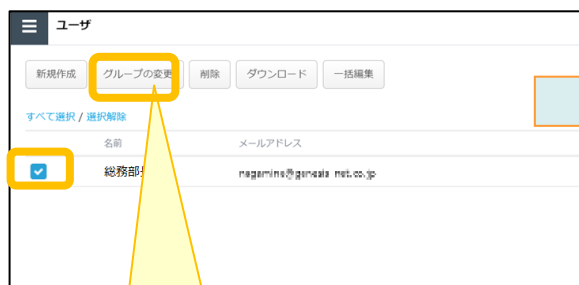 ユーザ
新規作成 グループの変更 削除 ダウンロード 一括編集
すべて選択 / 選択解除
名前 メールアドレス
総務部